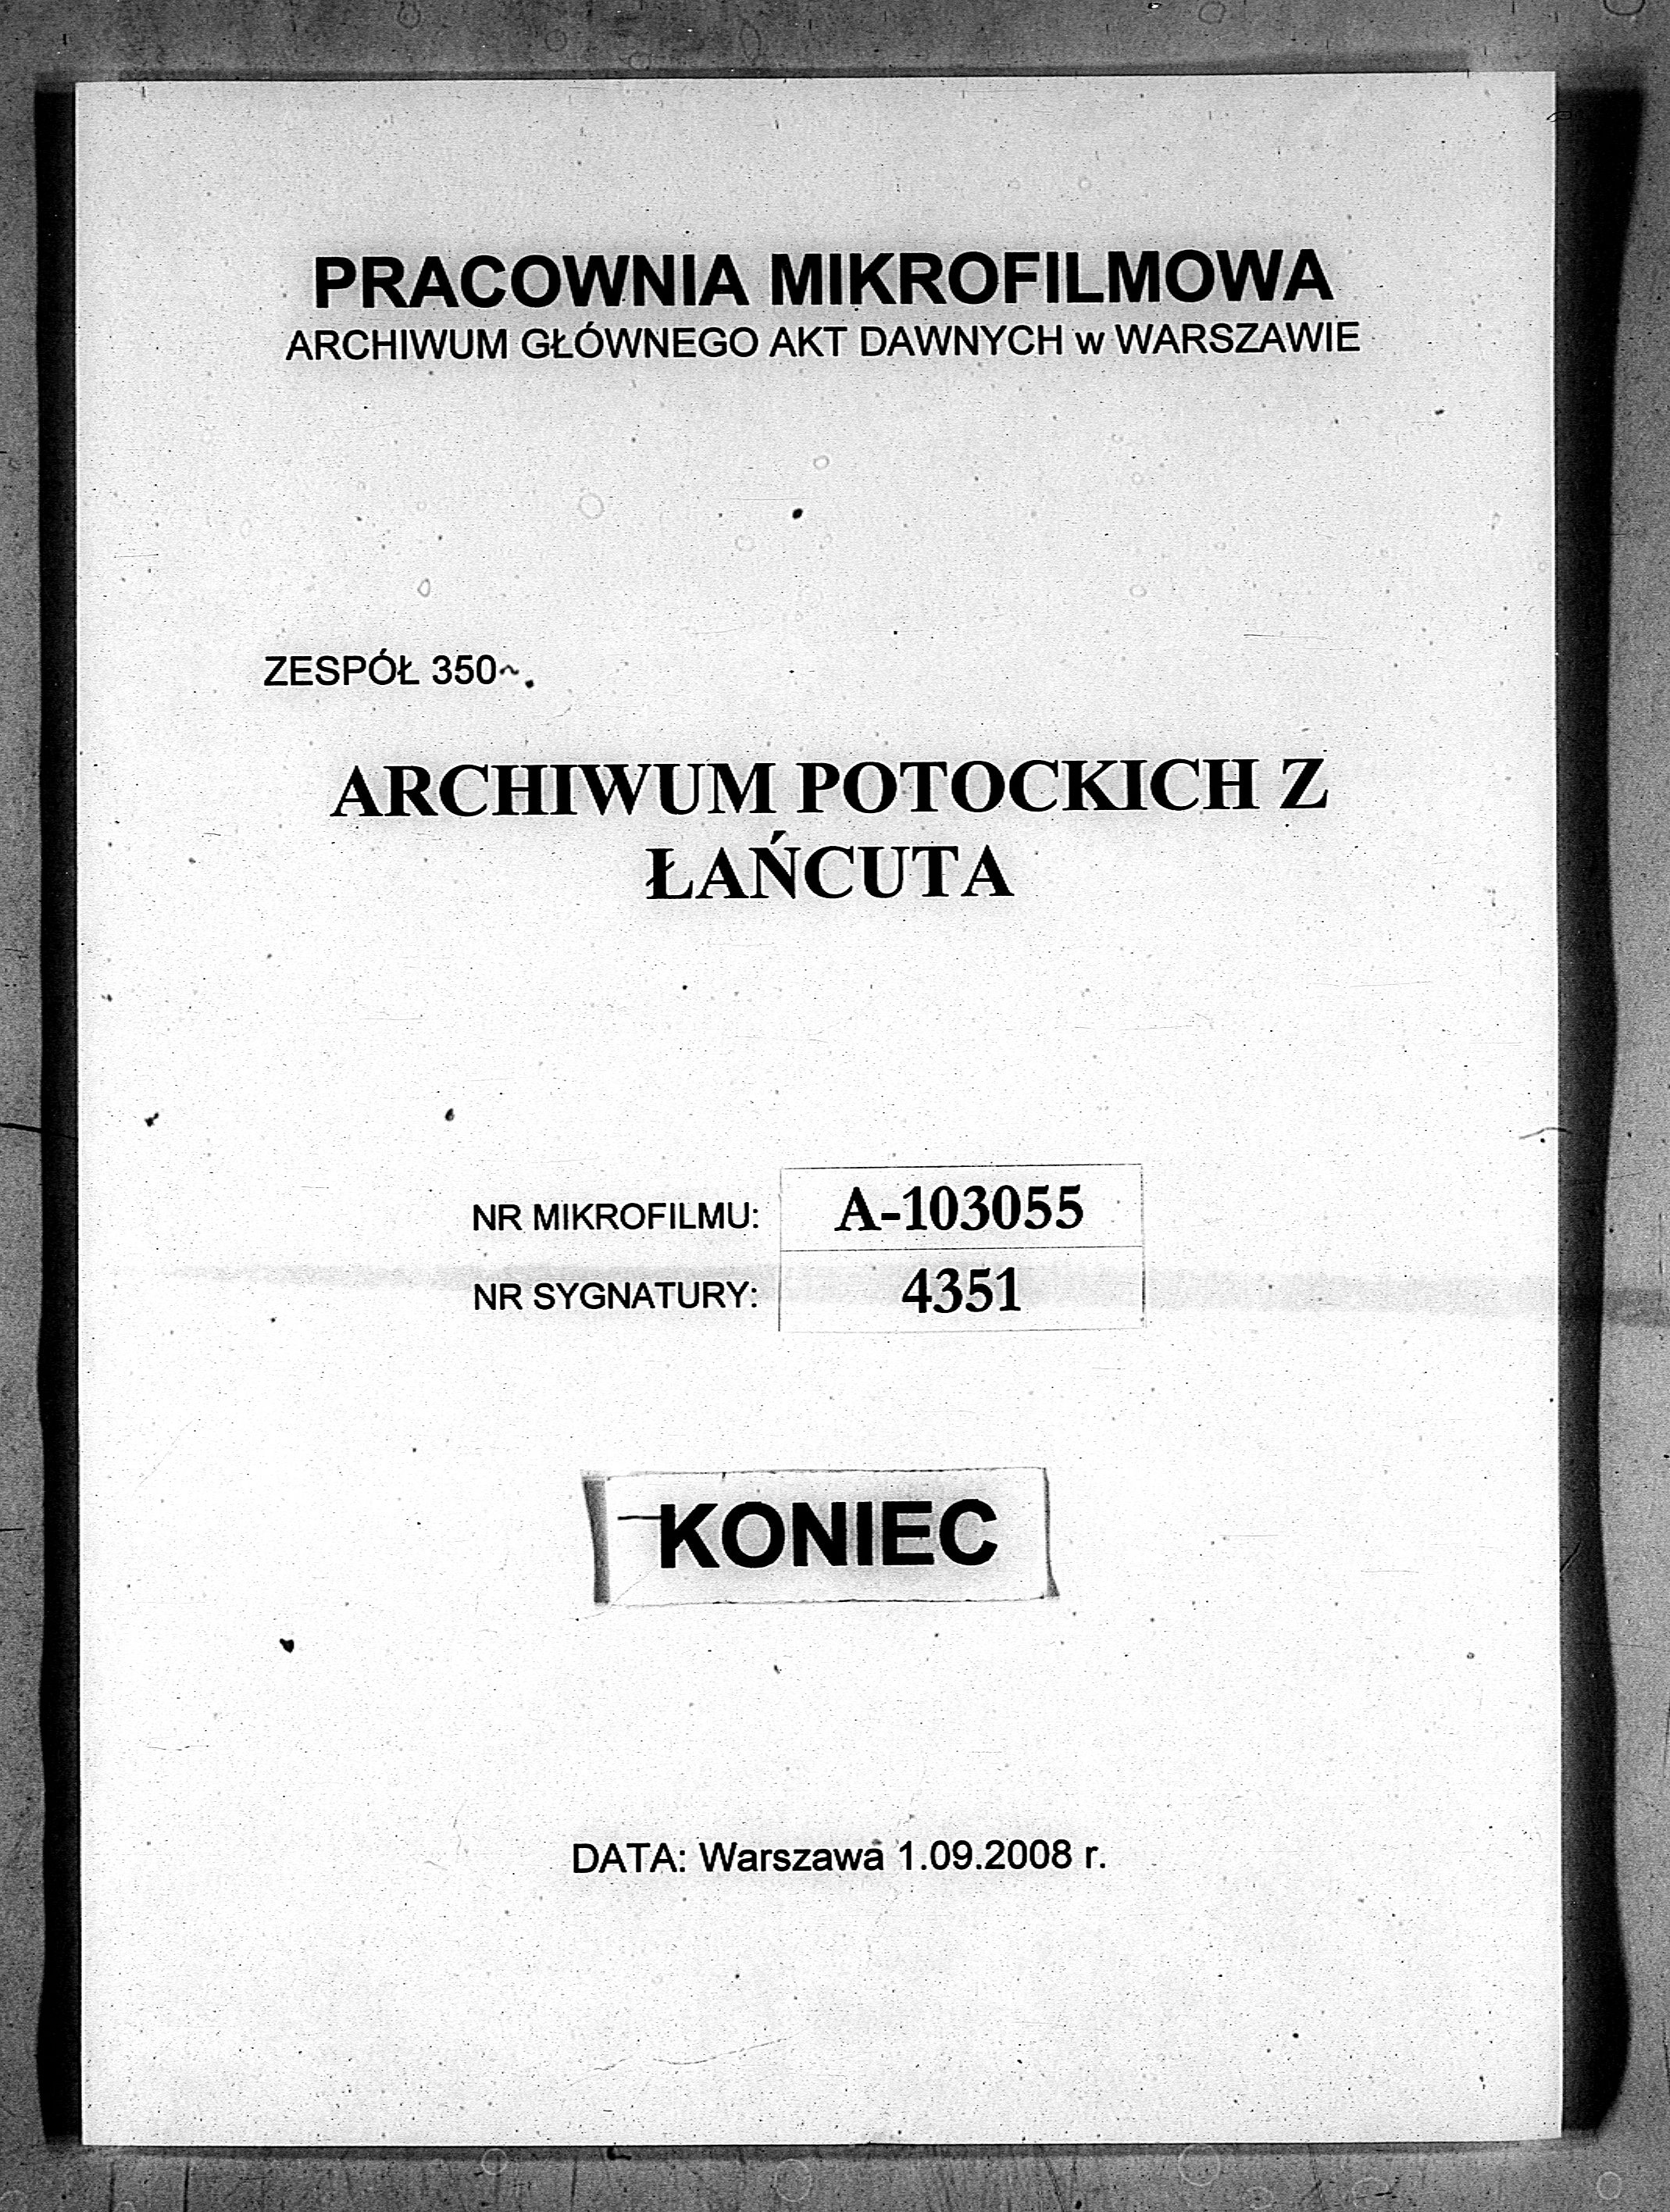 PRACOWNIA MIKROFILMOWA
ARCHIWUM GŁÓWNEGO AKT DAWNYCH w WARSZAWIE
ZESPÓŁ 350
ARCHIWUM POTOCKICH Z
ŁAŃCUTA
NR MIKROFILMU: A-103055
NR SYGNATURY: 4351
KONIEC
DATA: Warszawa 1.09.2008 r.